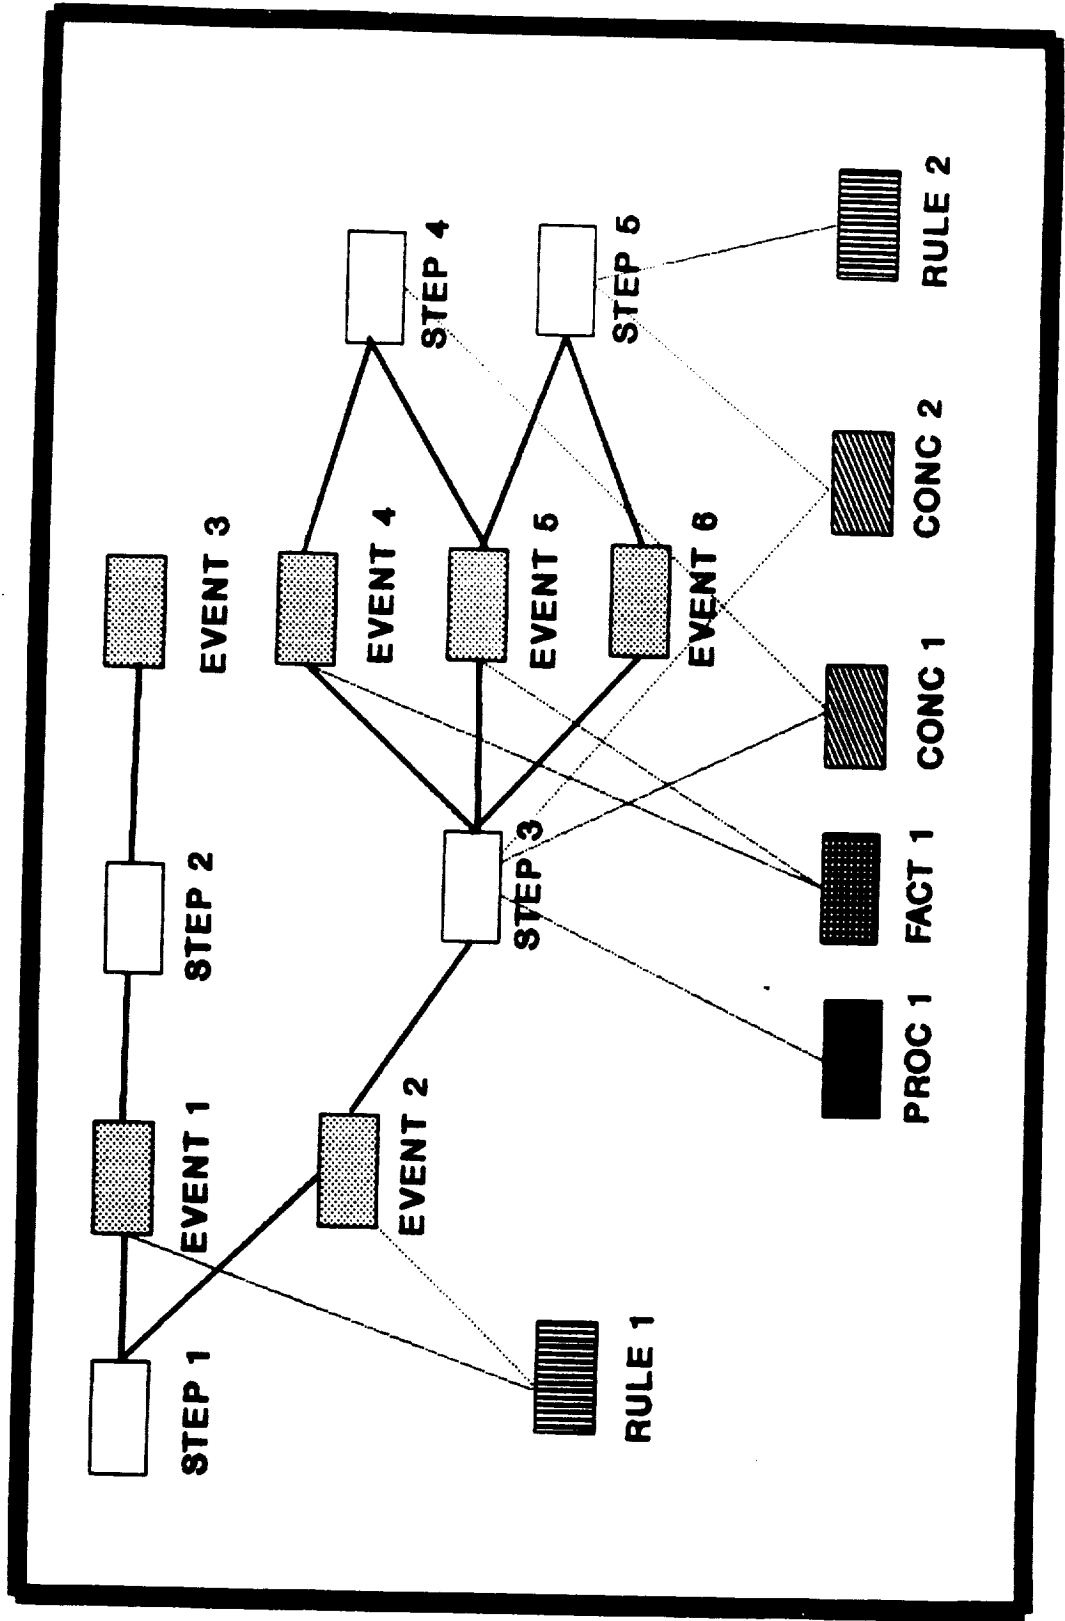 STEP 1
EVENT 1
STEP 2
EVENT 3
EVENT 2
EVENT 4
STEP 4
STEP 3
EVENT 5
STEP 5
RULE 1
EVENT 6
PROC 1
FACT 1
CONC 1
CONC 2
RULE 2